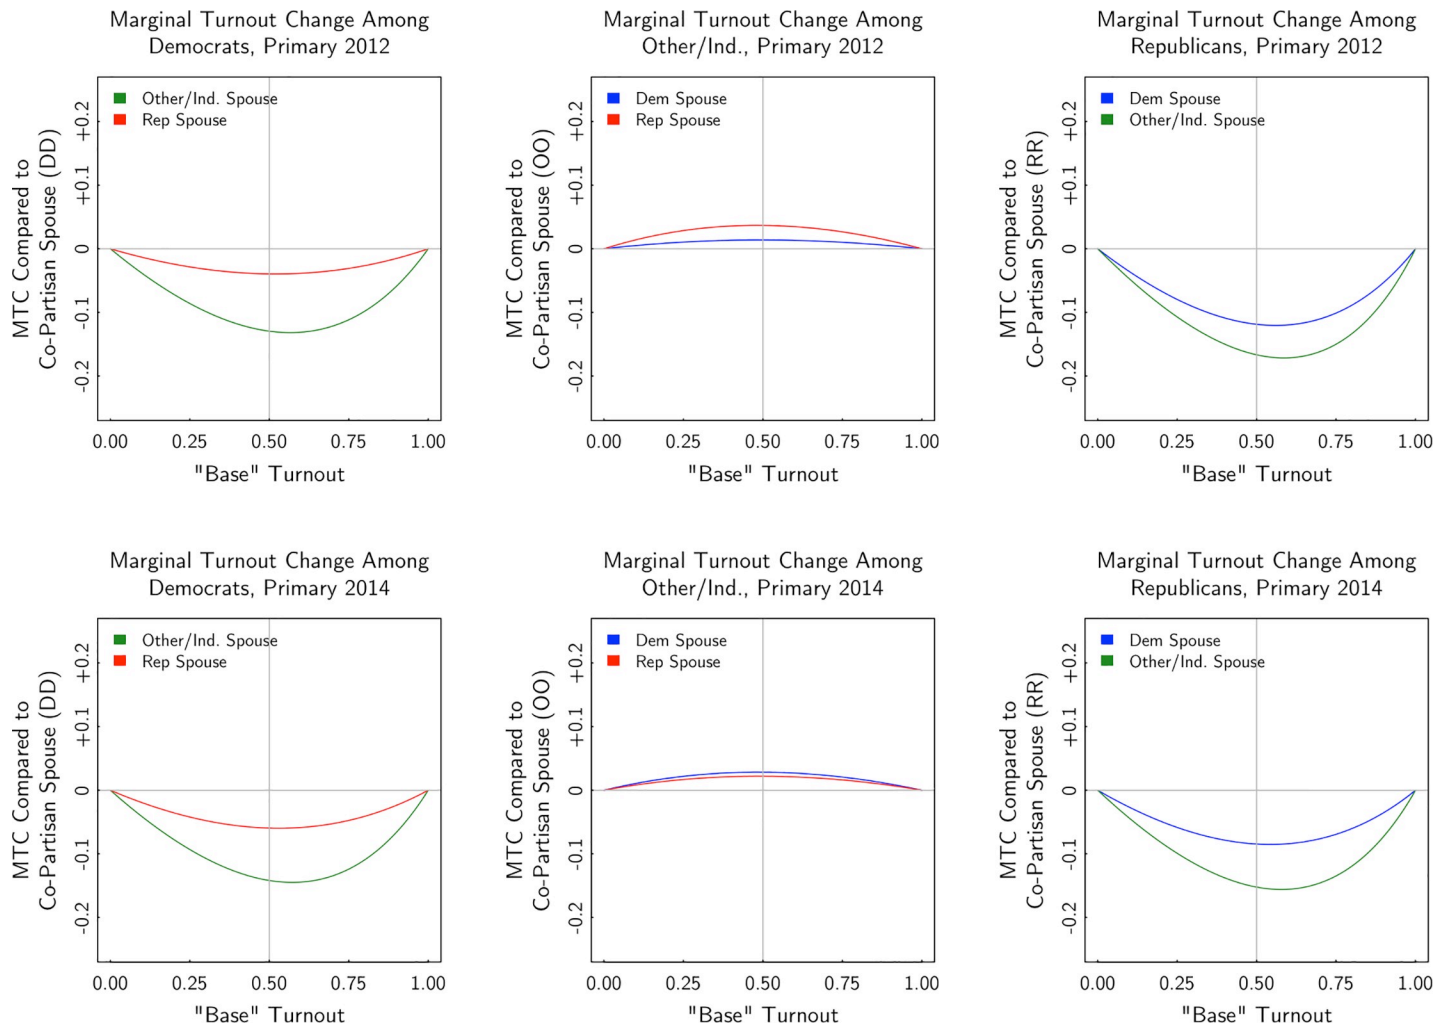 Marginal Turnout Change Among
Democrats, Primary 2012
Other/Ind. Spouse
Rep Spouse
MTC Compared to
Co-Partisan Spouse (DD)
+0.2
+0.1
0
-0.1
-0.2
0.00 0.25 0.50 0.75 1.00
"Base" Turnout
Marginal Turnout Change Among
Other/Ind., Primary 2012
Dem Spouse
Rep Spouse
MTC Compared to
Co-Partisan Spouse (OO)
+0.2
+0.1
0
-0.1
-0.2
0.00 0.25 0.50 0.75 1.00
"Base" Turnout
Marginal Turnout Change Among
Republicans, Primary 2012
Dem Spouse
Other/Ind. Spouse
MTC Compared to
Co-Partisan Spouse (RR)
+0.2
+0.1
0
-0.1
-0.2
0.00 0.25 0.50 0.75 1.00
"Base" Turnout
Marginal Turnout Change Among
Democrats, Primary 2014
Other/Ind. Spouse
Rep Spouse
MTC Compared to
Co-Partisan Spouse (DD)
+0.2
+0.1
0
-0.1
-0.2
0.00 0.25 0.50 0.75 1.00
"Base" Turnout
Marginal Turnout Change Among
Other/Ind., Primary 2014
Dem Spouse
Rep Spouse
MTC Compared to
Co-Partisan Spouse (OO)
+0.2
+0.1
0
-0.1
-0.2
0.00 0.25 0.50 0.75 1.00
"Base" Turnout
Marginal Turnout Change Among
Republicans, Primary 2014
Dem Spouse
Other/Ind. Spouse
MTC Compared to
Co-Partisan Spouse (RR)
+0.2
+0.1
0
-0.1
-0.2
0.00 0.25 0.50 0.75 1.00
"Base" Turnout